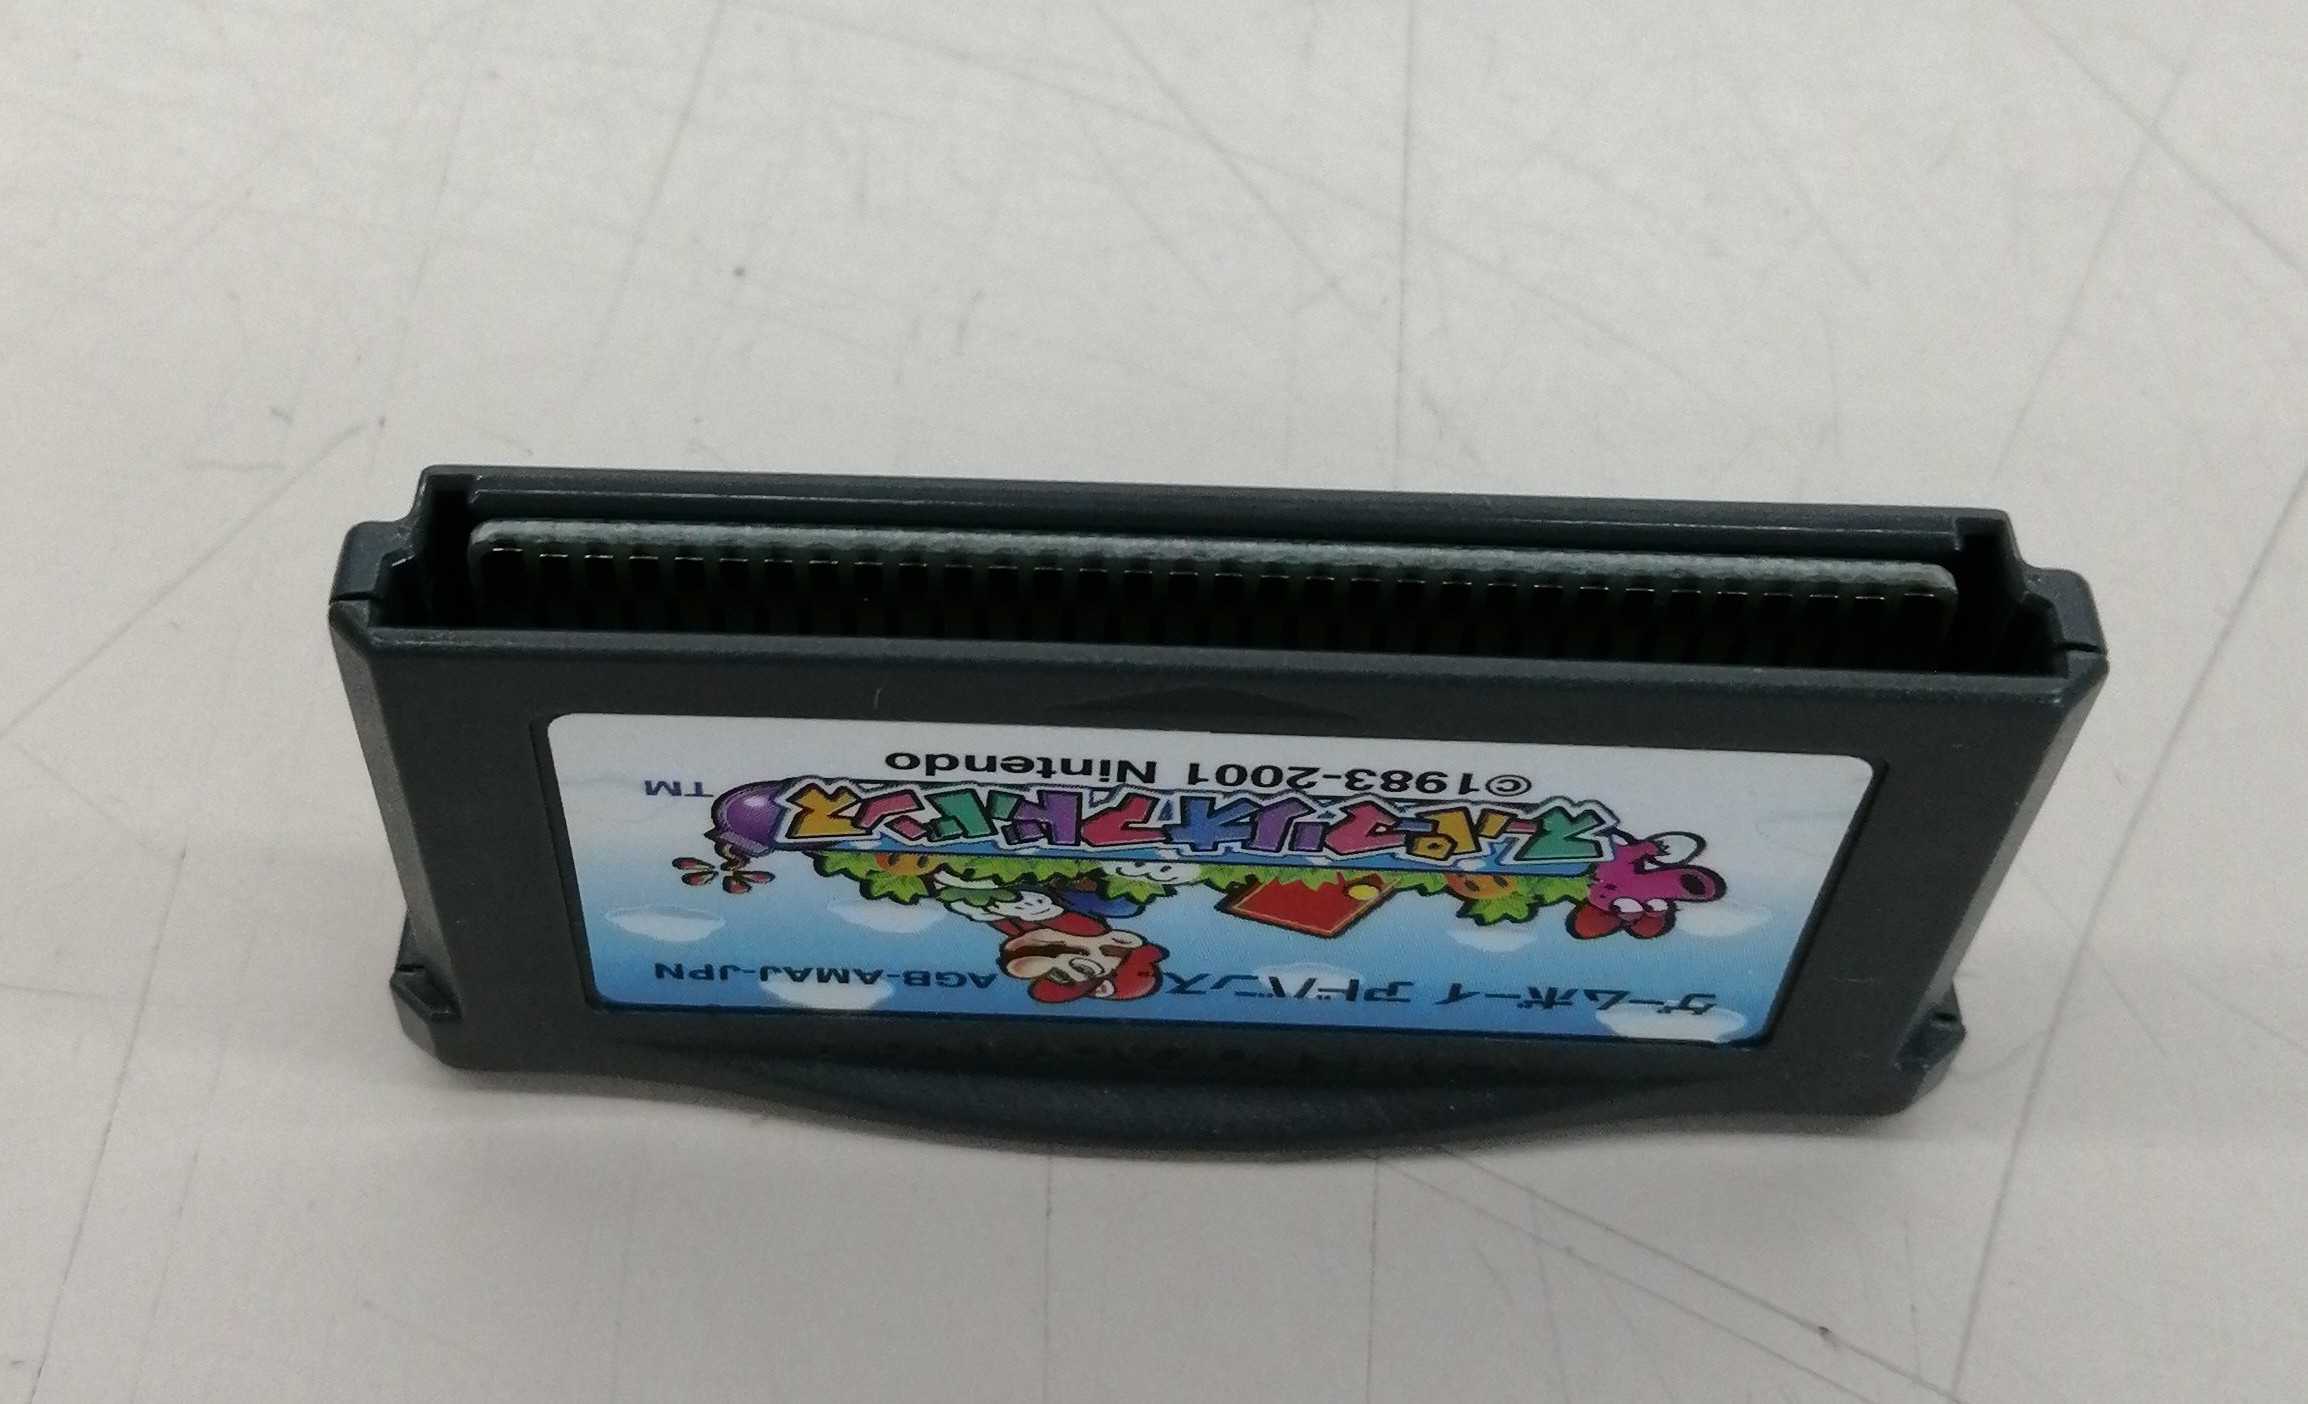 ゲームボーイ アドバンス AGB-AMAJ-JPN
スーパーマリオアドバンス TM
©1983-2001 Nintendo